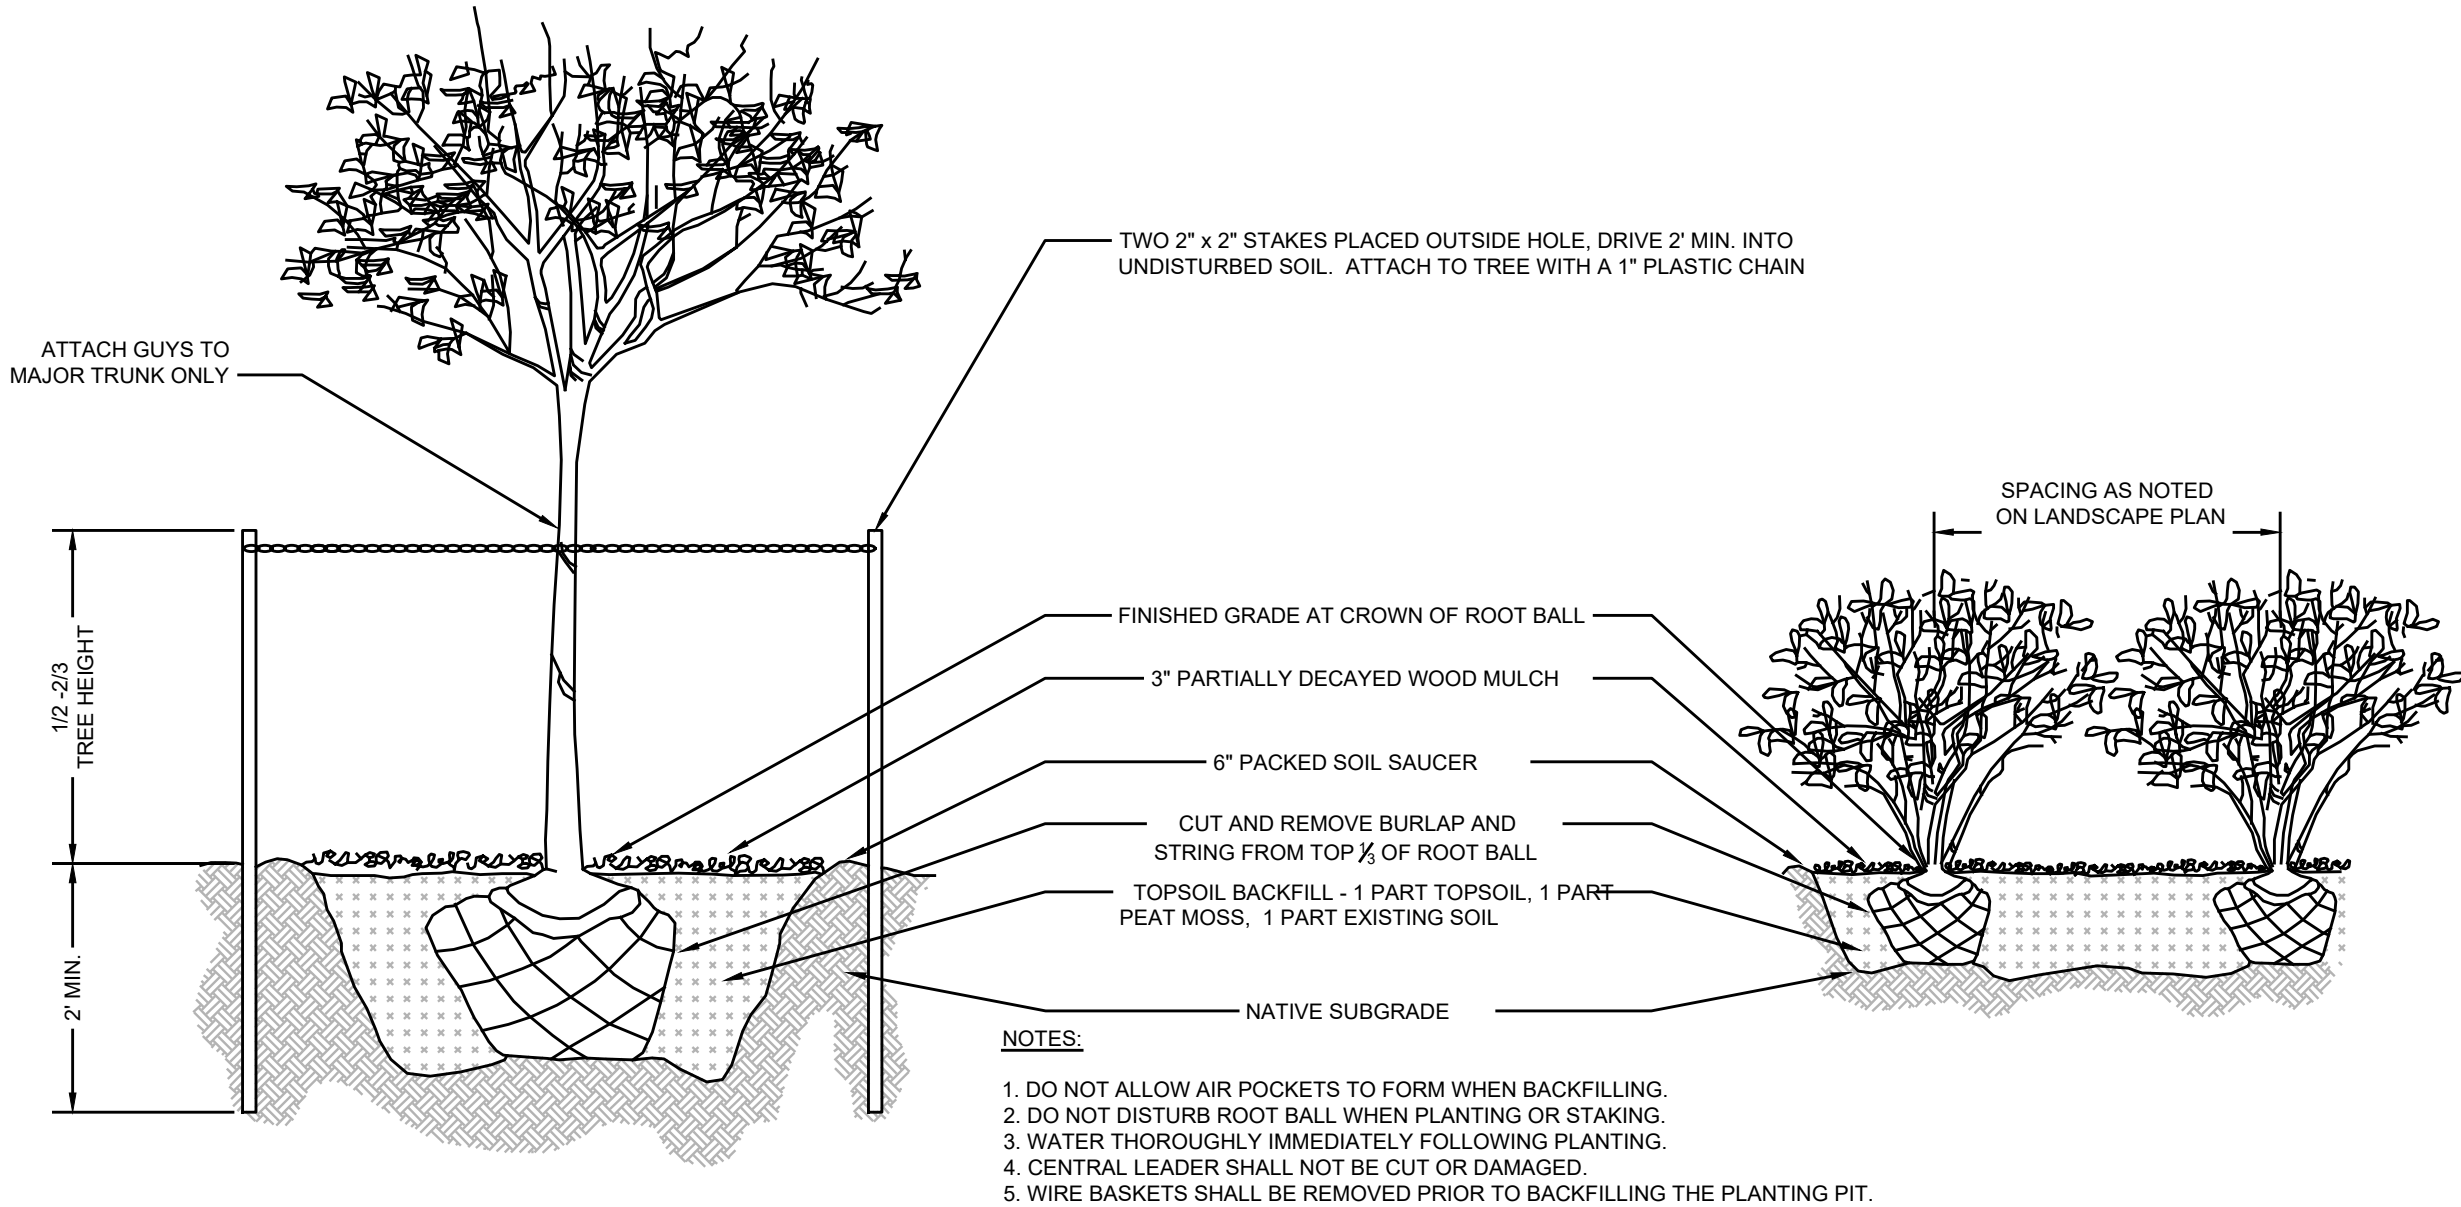 TWO 2" x 2" STAKES PLACED OUTSIDE HOLE, DRIVE 2' MIN. INTO
UNDISTURBED SOIL.  ATTACH TO TREE WITH A 1" PLASTIC CHAIN
ATTACH GUYS TO
MAJOR TRUNK ONLY
SPACING AS NOTED
ON LANDSCAPE PLAN
FINISHED GRADE AT CROWN OF ROOT BALL
3" PARTIALLY DECAYED WOOD MULCH
1/2 -2/3
TREE HEIGHT
6" PACKED SOIL SAUCER
CUT AND REMOVE BURLAP AND
STRING FROM TOP 1/3 OF ROOT BALL
TOPSOIL BACKFILL - 1 PART TOPSOIL, 1 PART
PEAT MOSS,  1 PART EXISTING SOIL
2' MIN.
NATIVE SUBGRADE
NOTES:
1. DO NOT ALLOW AIR POCKETS TO FORM WHEN BACKFILLING.
2. DO NOT DISTURB ROOT BALL WHEN PLANTING OR STAKING.
3. WATER THOROUGHLY IMMEDIATELY FOLLOWING PLANTING.
4. CENTRAL LEADER SHALL NOT BE CUT OR DAMAGED.
5. WIRE BASKETS SHALL BE REMOVED PRIOR TO BACKFILLING THE PLANTING PIT.